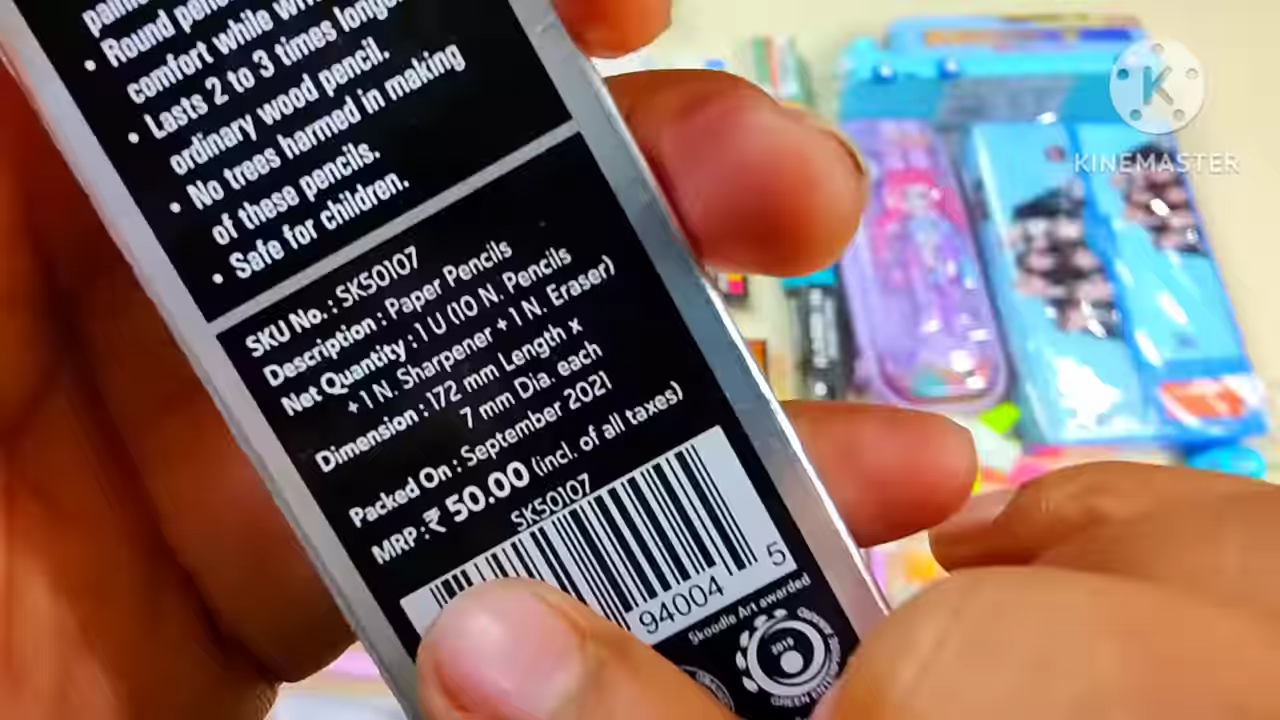 • Round
comfort while
• Lasts 2 to 3 times longer
ordinary wood pencil.
• No trees harmed in making
of these pencils.
• Safe for children.
SKU No. : SK50107
Description : Paper Pencils
Net Quantity : 1 U (10 N. Pencils
+ 1 N. Sharpener + 1 N. Eraser)
Dimension : 172 mm Length x
7 mm Dia. each
Packed On : September 2021
MRP : ₹ 50.00 (incl. of all taxes)
SK50107
94004 5
Skoodle Art awarded
2019
KINEMASTER